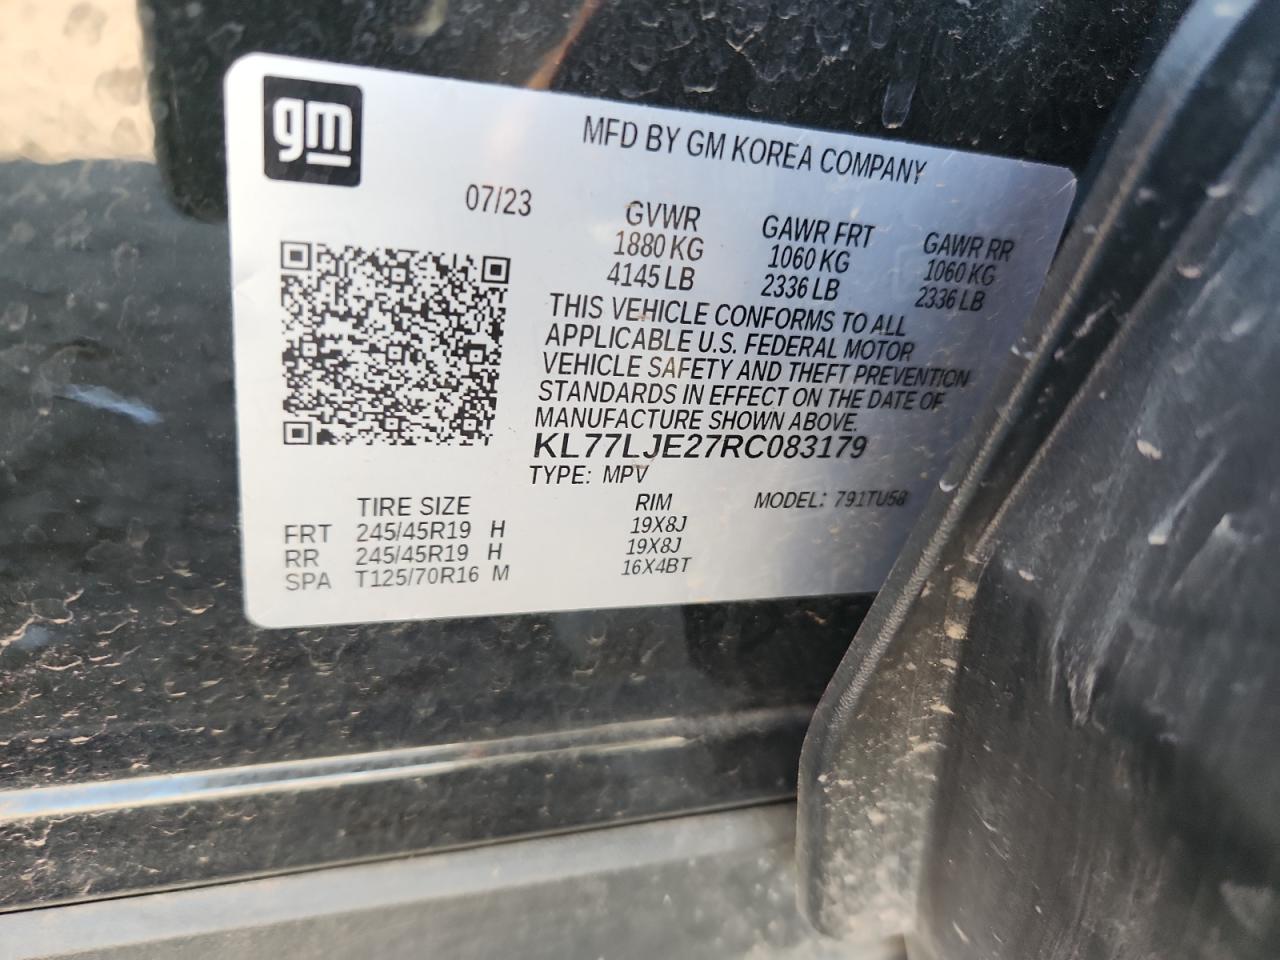 gm
MFD BY GM KOREA COMPANY
07/23
GVWR GAWR FRT GAWR RR
1880 KG 1060 KG 1060 KG
4145 LB 2336 LB 2336 LB
THIS VEHICLE CONFORMS TO ALL
APPLICABLE U.S. FEDERAL MOTOR
VEHICLE SAFETY AND THEFT PREVENTION
STANDARDS IN EFFECT ON THE DATE OF
MANUFACTURE SHOWN ABOVE.
KL77LJE27RC083179
TYPE: MPV
TIRE SIZE RIM MODEL: 791TU58
FRT 245/45R19 H 19X8J
RR 245/45R19 H 19X8J
SPA T125/70R16 M 16X4BT